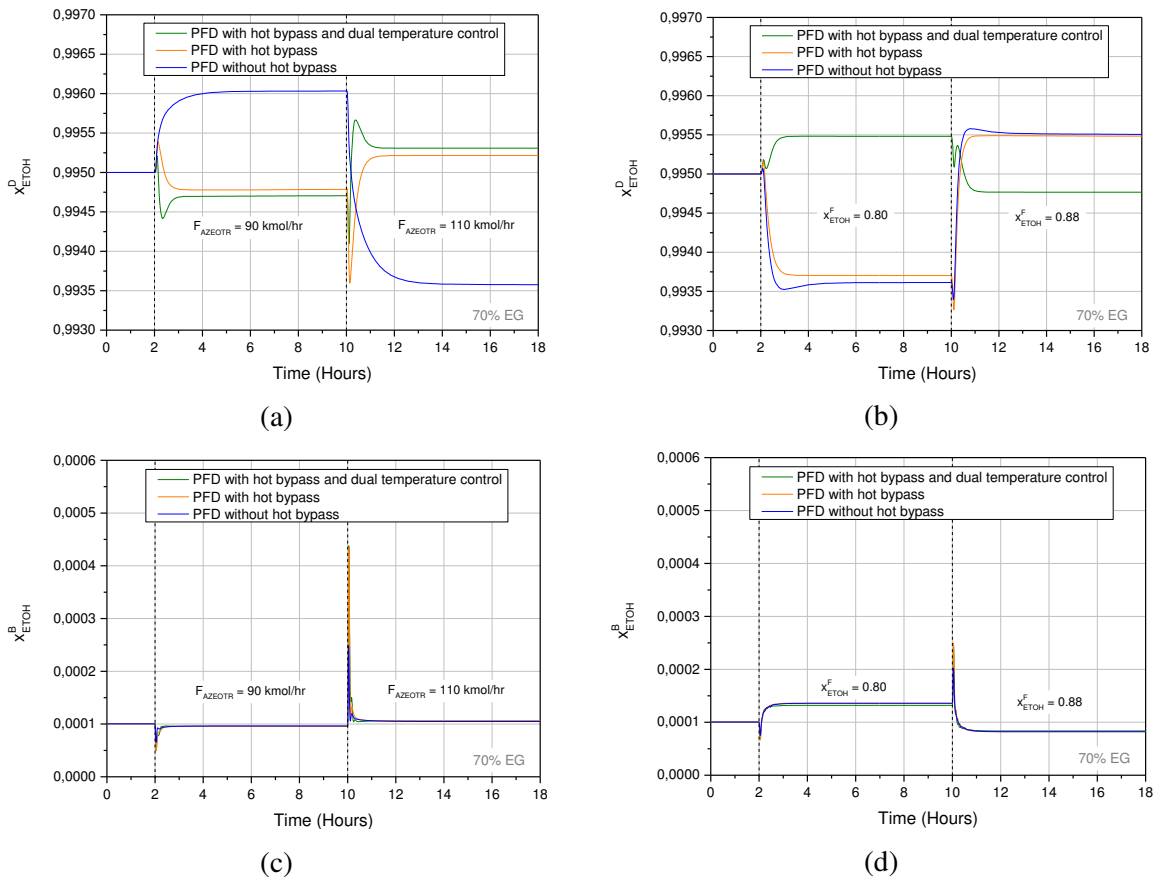 0,9970
0,9965
0,9960
0,9955
0,9950
0,9945
0,9940
0,9935
0,9930
x^D_ETOH
PFD with hot bypass and dual temperature control
PFD with hot bypass
PFD without hot bypass
F_AZEOTR = 90 kmol/hr
F_AZEOTR = 110 kmol/hr
70% EG
0 2 4 6 8 10 12 14 16 18
Time (Hours)
(a)
0,9970
0,9965
0,9960
0,9955
0,9950
0,9945
0,9940
0,9935
0,9930
x^D_ETOH
PFD with hot bypass and dual temperature control
PFD with hot bypass
PFD without hot bypass
x^F_ETOH = 0.80
x^F_ETOH = 0.88
70% EG
0 2 4 6 8 10 12 14 16 18
Time (Hours)
(b)
0,0006
0,0005
0,0004
0,0003
0,0002
0,0001
0,0000
x^B_ETOH
PFD with hot bypass and dual temperature control
PFD with hot bypass
PFD without hot bypass
F_AZEOTR = 90 kmol/hr
F_AZEOTR = 110 kmol/hr
70% EG
0 2 4 6 8 10 12 14 16 18
Time (Hours)
(c)
0,0006
0,0005
0,0004
0,0003
0,0002
0,0001
0,0000
x^B_ETOH
PFD with hot bypass and dual temperature control
PFD with hot bypass
PFD without hot bypass
x^F_ETOH = 0.80
x^F_ETOH = 0.88
70% EG
0 2 4 6 8 10 12 14 16 18
Time (Hours)
(d)